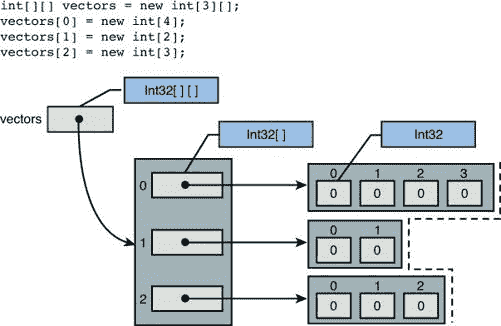 int[][] vectors = new int[3][];
vectors[0] = new int[4];
vectors[1] = new int[2];
vectors[2] = new int[3];
Int32[ ] [ ]
vectors
Int32[ ]
Int32
0 1 2 3
0
0 0 0 0
0 1
1
0 0
0 1 2
2
0 0 0